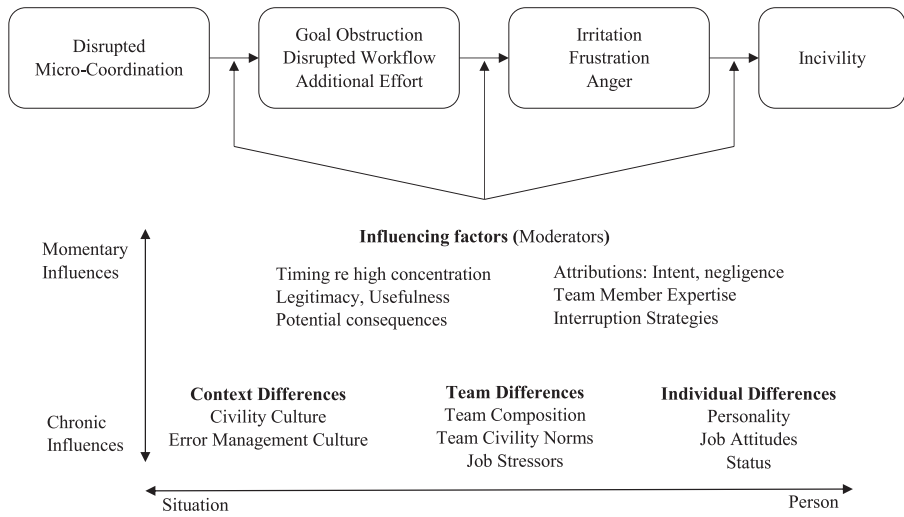 Disrupted
Micro-Coordination
Goal Obstruction
Disrupted Workflow
Additional Effort
Irritation
Frustration
Anger
Incivility
Momentary
Influences
Influencing factors (Moderators)
Timing re high concentration
Legitimacy, Usefulness
Potential consequences
Attributions: Intent, negligence
Team Member Expertise
Interruption Strategies
Chronic
Influences
Context Differences
Civility Culture
Error Management Culture
Team Differences
Team Composition
Team Civility Norms
Job Stressors
Individual Differences
Personality
Job Attitudes
Status
Situation
Person